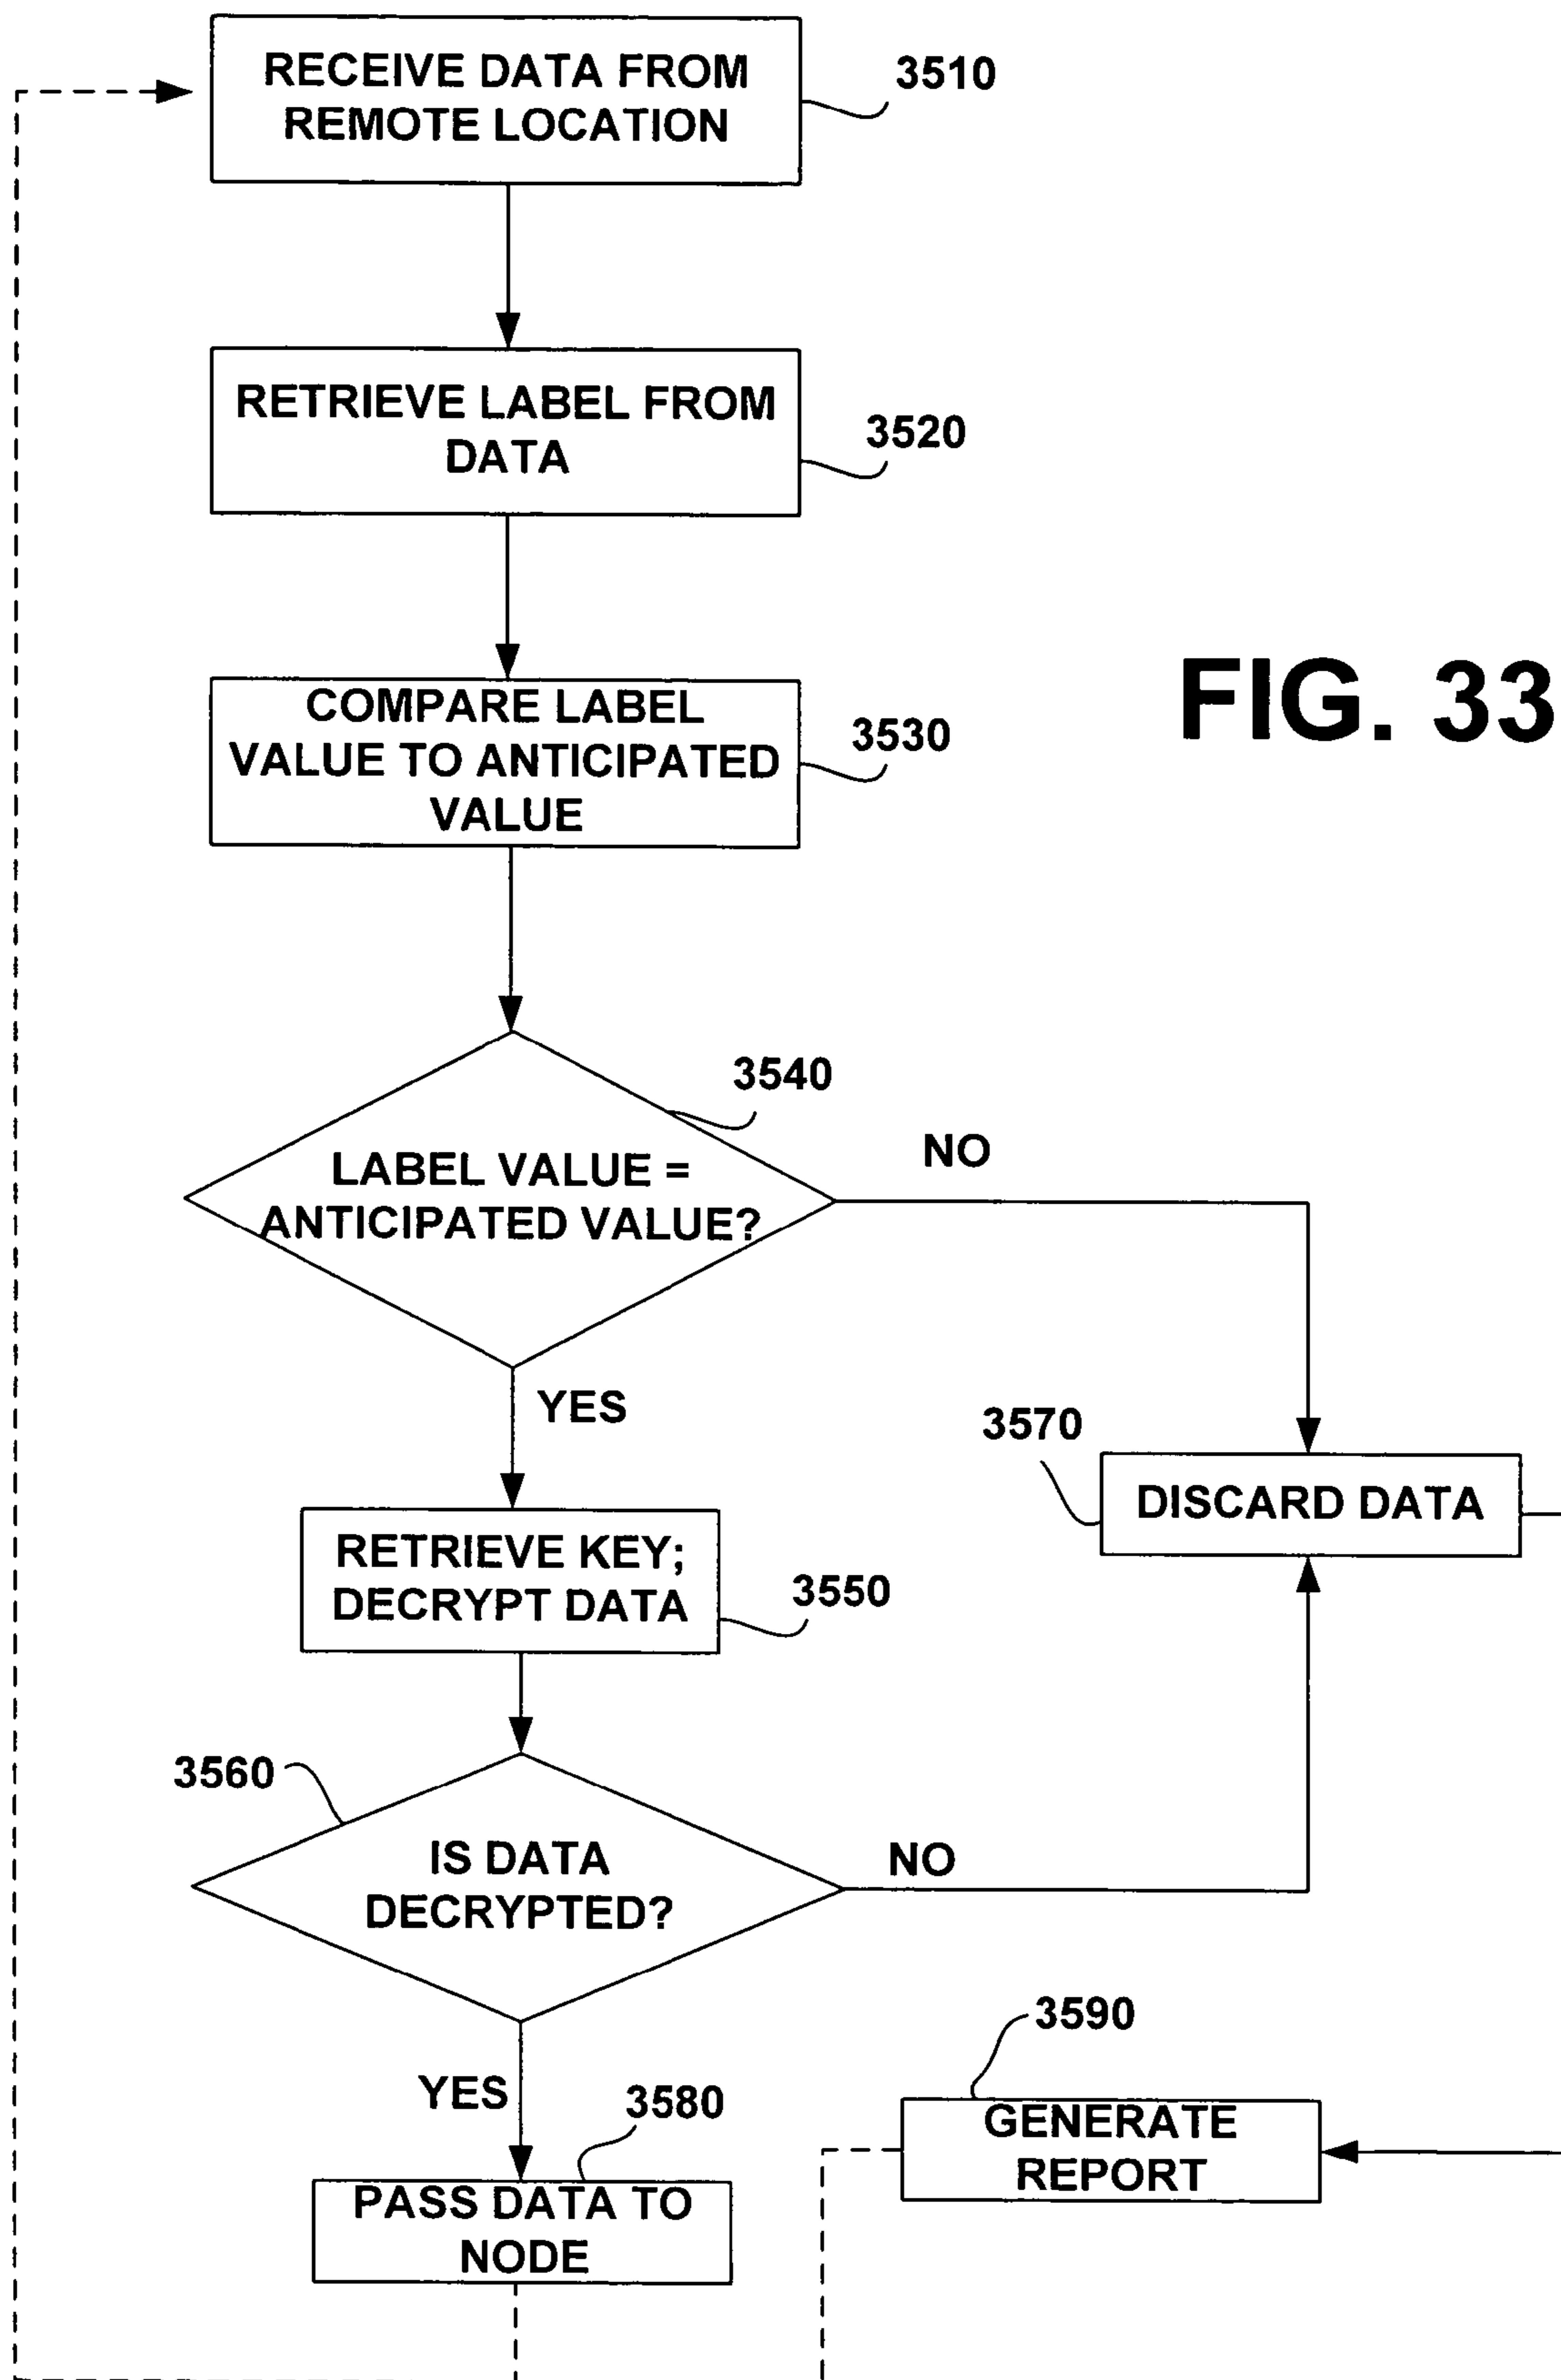 RECEIVE DATA FROM
REMOTE LOCATION
3510
RETRIEVE LABEL FROM
DATA
3520
COMPARE LABEL
VALUE TO ANTICIPATED
VALUE
3530
FIG. 33
3540
LABEL VALUE =
ANTICIPATED VALUE?
NO
YES
3570
DISCARD DATA
RETRIEVE KEY;
DECRYPT DATA
3550
3560
IS DATA
DECRYPTED?
NO
YES
3580
PASS DATA TO
NODE
3590
GENERATE
REPORT